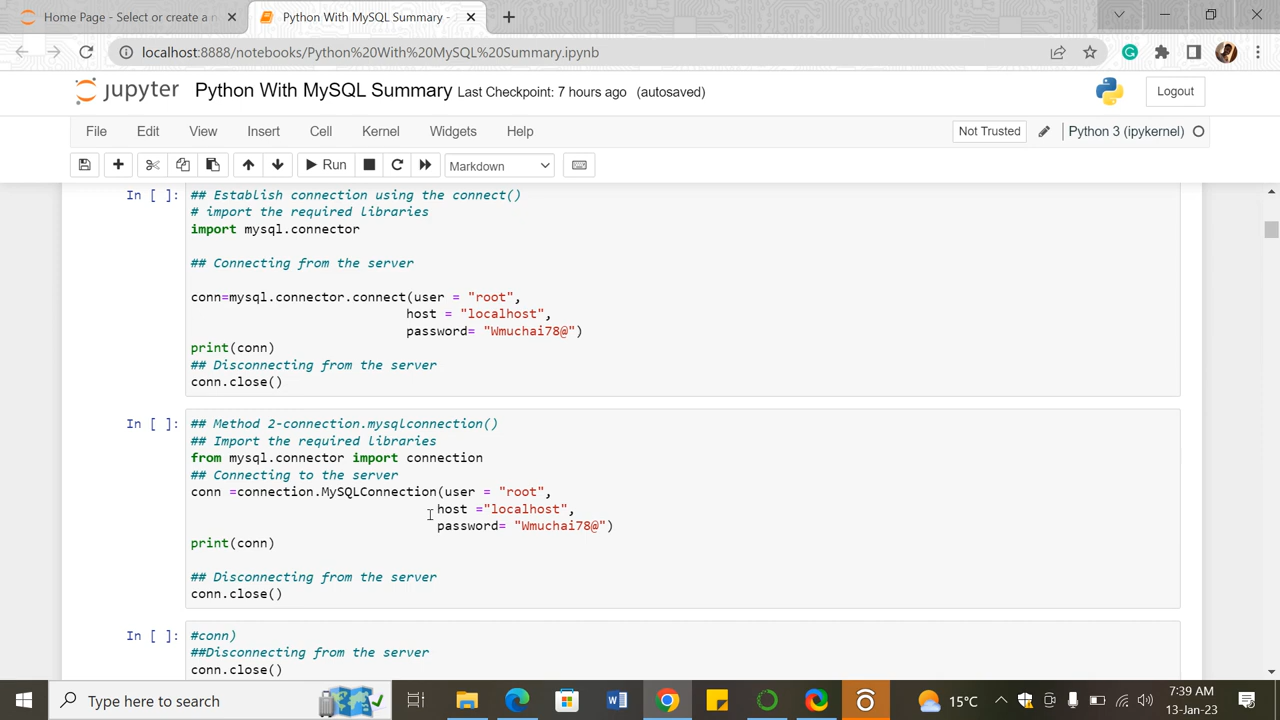 Home Page - Select or create a n
Python With MySQL Summary - J
localhost:8888/notebooks/Python%20With%20MySQL%20Summary.ipynb
jupyter Python With MySQL Summary Last Checkpoint: 7 hours ago (autosaved)
Logout
File Edit View Insert Cell Kernel Widgets Help
Not Trusted
Python 3 (ipykernel)
Run
Markdown
In [ ]:
## Establish connection using the connect()
# import the required libraries
import mysql.connector
## Connecting from the server
conn=mysql.connector.connect(user = "root",
host = "localhost",
password= "Wmuchai78@")
print(conn)
## Disconnecting from the server
conn.close()
In [ ]:
## Method 2-connection.mysqlconnection()
## Import the required libraries
from mysql.connector import connection
## Connecting to the server
conn =connection.MySQLConnection(user = "root",
host ="localhost",
password= "Wmuchai78@")
print(conn)
## Disconnecting from the server
conn.close()
In [ ]:
#conn)
##Disconnecting from the server
conn.close()
Type here to search
15°C
7:39 AM
13-Jan-23